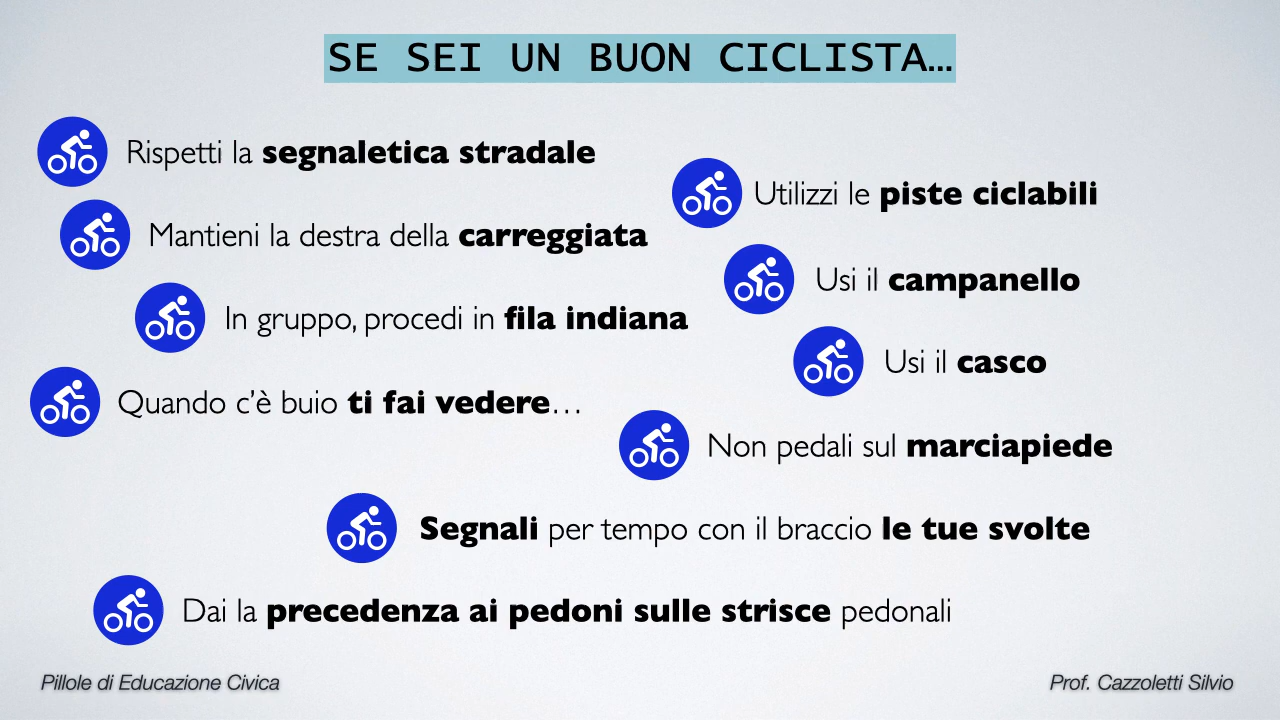 SE SEI UN BUON CICLISTA…
Rispetti la segnaletica stradale
Utilizzi le piste ciclabili
Mantieni la destra della carreggiata
Usi il campanello
In gruppo, procedi in fila indiana
Usi il casco
Quando c’è buio ti fai vedere…
Non pedali sul marciapiede
Segnali per tempo con il braccio le tue svolte
Dai la precedenza ai pedoni sulle strisce pedonali
Pillole di Educazione Civica
Prof. Cazzoletti Silvio